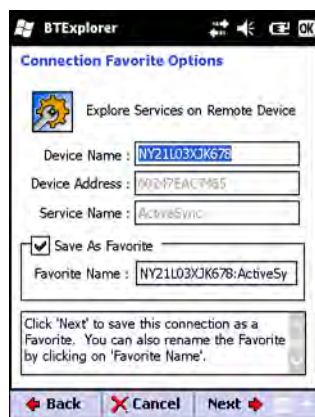 BTExplorer OK
Connection Favorite Options
Explore Services on Remote Device
Device Name : NY21L03XJK678
Device Address :
Service Name : ActiveSync
Save As Favorite
Favorite Name : NY21L03XJK678:ActiveSy
Click 'Next' to save this connection as a
Favorite. You can also rename the Favorite
by clicking on 'Favorite Name'.
Back Cancel Next